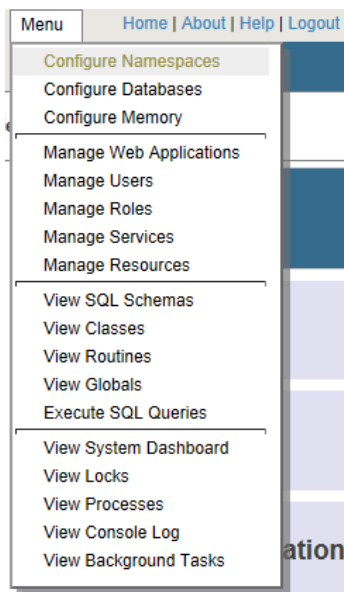 Menu Home | About | Help | Logout
Configure Namespaces
Configure Databases
Configure Memory
Manage Web Applications
Manage Users
Manage Roles
Manage Services
Manage Resources
View SQL Schemas
View Classes
View Routines
View Globals
Execute SQL Queries
View System Dashboard
View Locks
View Processes
View Console Log
View Background Tasks
ation